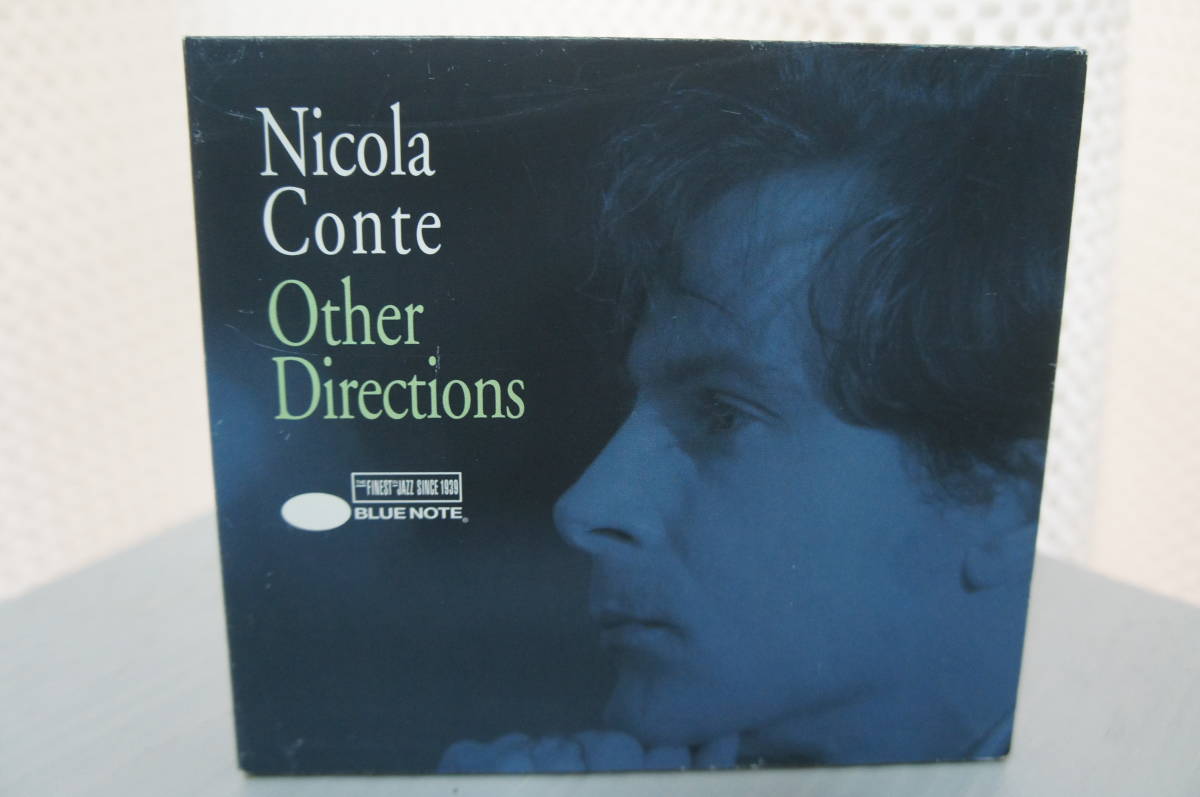 Nicola
Conte
Other
Directions
THE FINEST IN JAZZ SINCE 1939
BLUE NOTE®